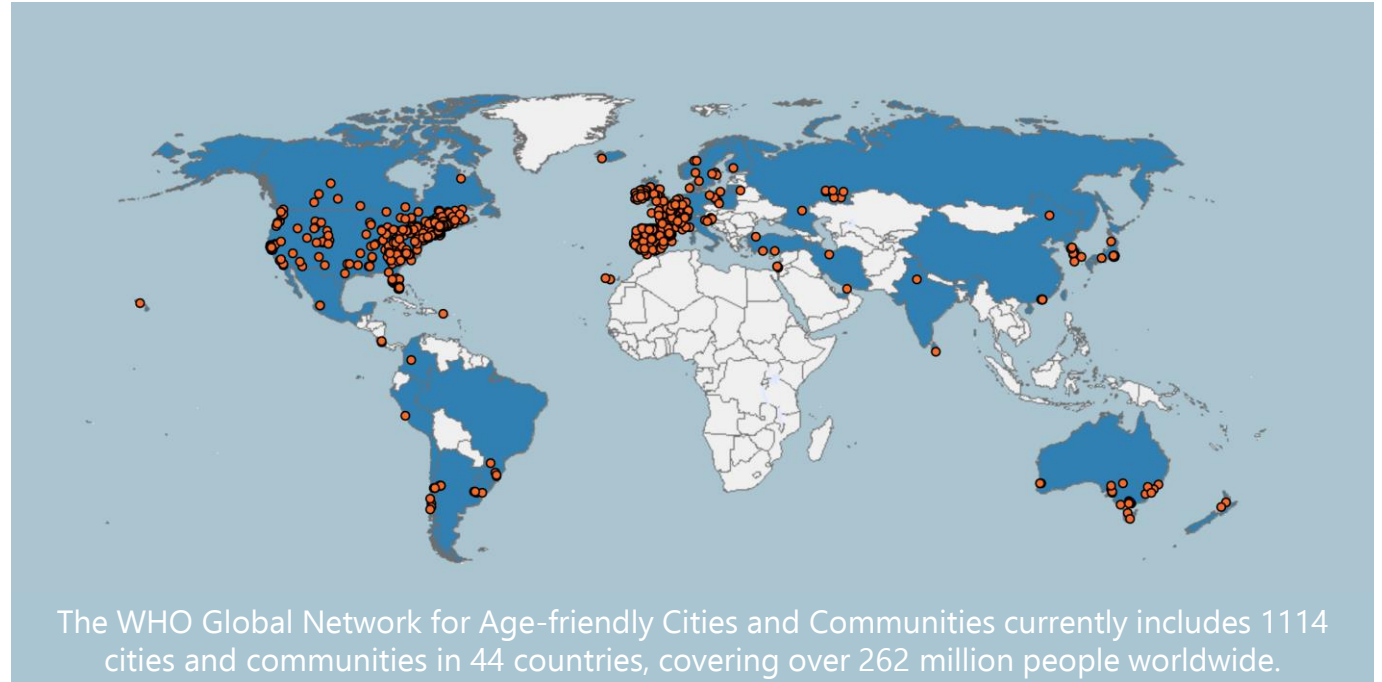 The WHO Global Network for Age-friendly Cities and Communities currently includes 1114
cities and communities in 44 countries, covering over 262 million people worldwide.